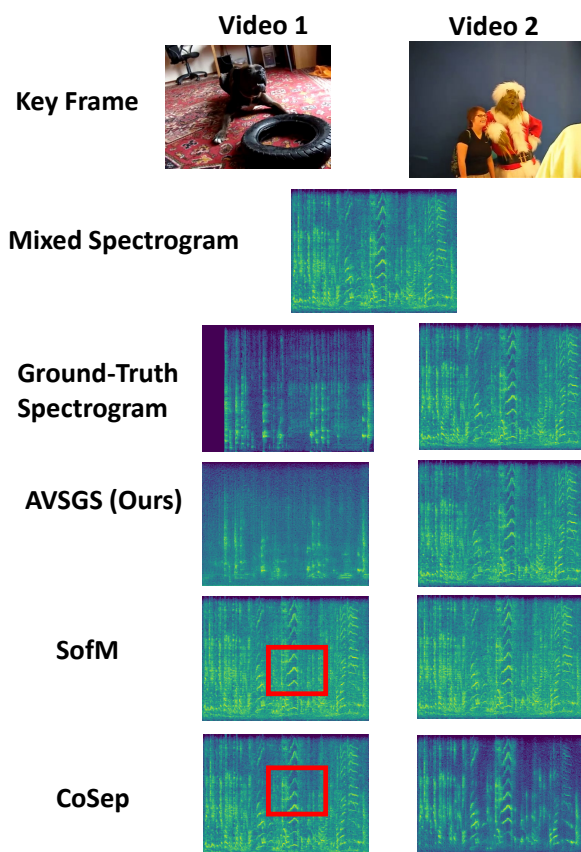 Video 1
Video 2
Key Frame
Mixed Spectrogram
Ground-Truth
Spectrogram
AVSGS (Ours)
SofM
CoSep